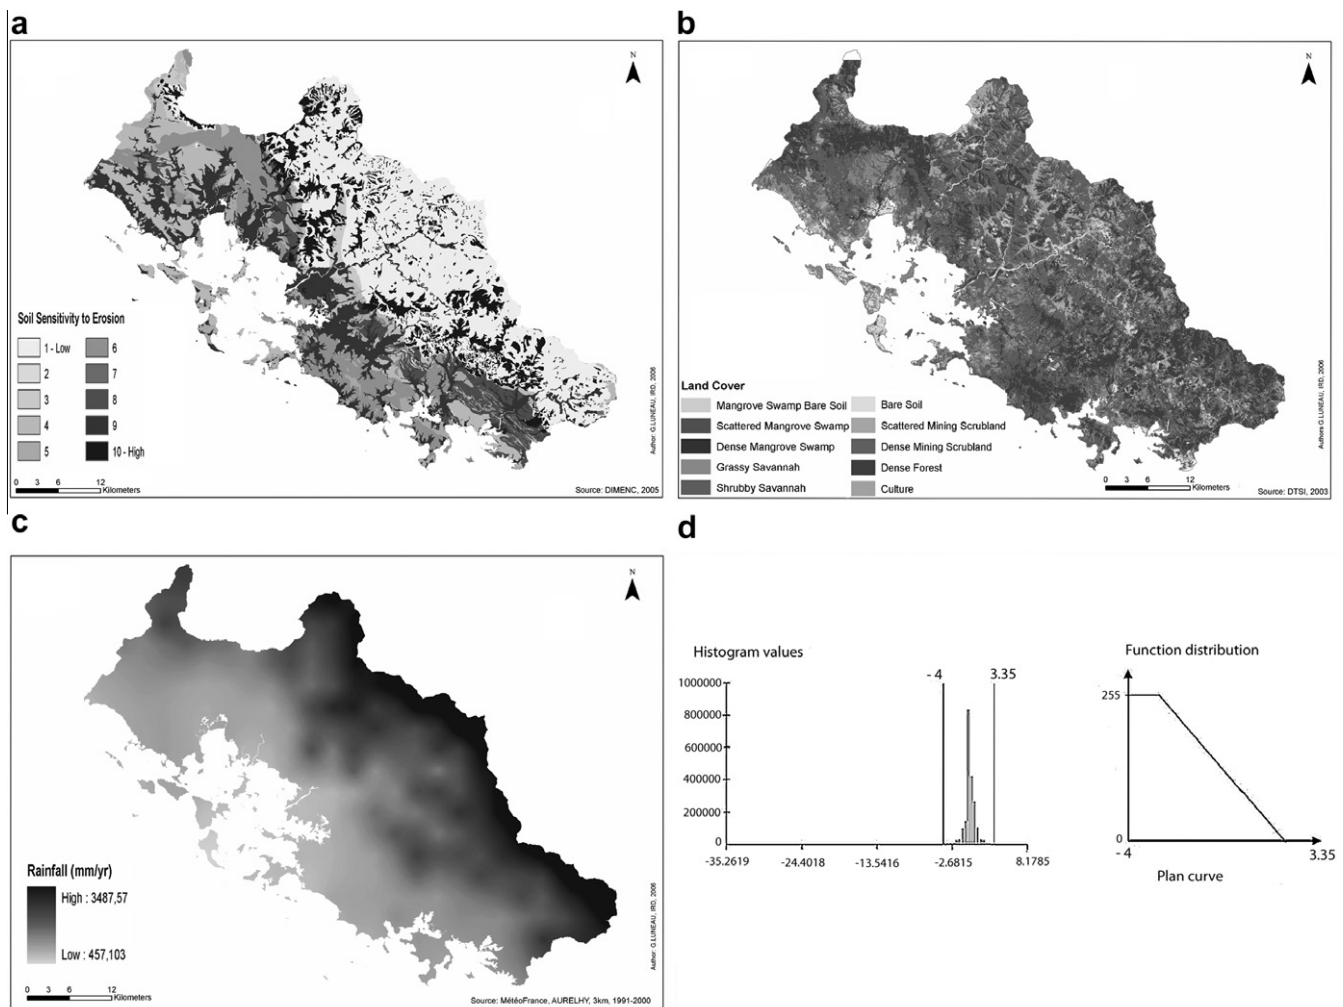 a
N
Soil Sensitivity to Erosion
1 - Low
6
2
7
3
8
4
9
5
10 - High
0 3 6 12
Kilometers
Author: G.LUNEAU, IRD, 2006
Source: DIMENC, 2005
b
N
Land Cover
Mangrove Swamp Bare Soil
Bare Soil
Scattered Mangrove Swamp
Scattered Mining Scrubland
Dense Mangrove Swamp
Dense Mining Scrubland
Grassy Savannah
Dense Forest
Shrubby Savannah
Culture
0 3 6 12
Kilometers
Authors G.LUNEAU, IRD, 2006
Source: DTSI, 2003
c
N
Rainfall (mm/yr)
High : 3487,57
Low : 457,103
0 3 6 12
Kilometers
Author: G.LUNEAU, IRD, 2006
Source: MétéoFrance, AURELHY, 3km, 1991-2000
d
Histogram values
- 4
3.35
1000000
800000
600000
400000
200000
0
-35.2619
-24.4018
-13.5416
-2.6815
8.1785
Function distribution
255
0
- 4
3.35
Plan curve